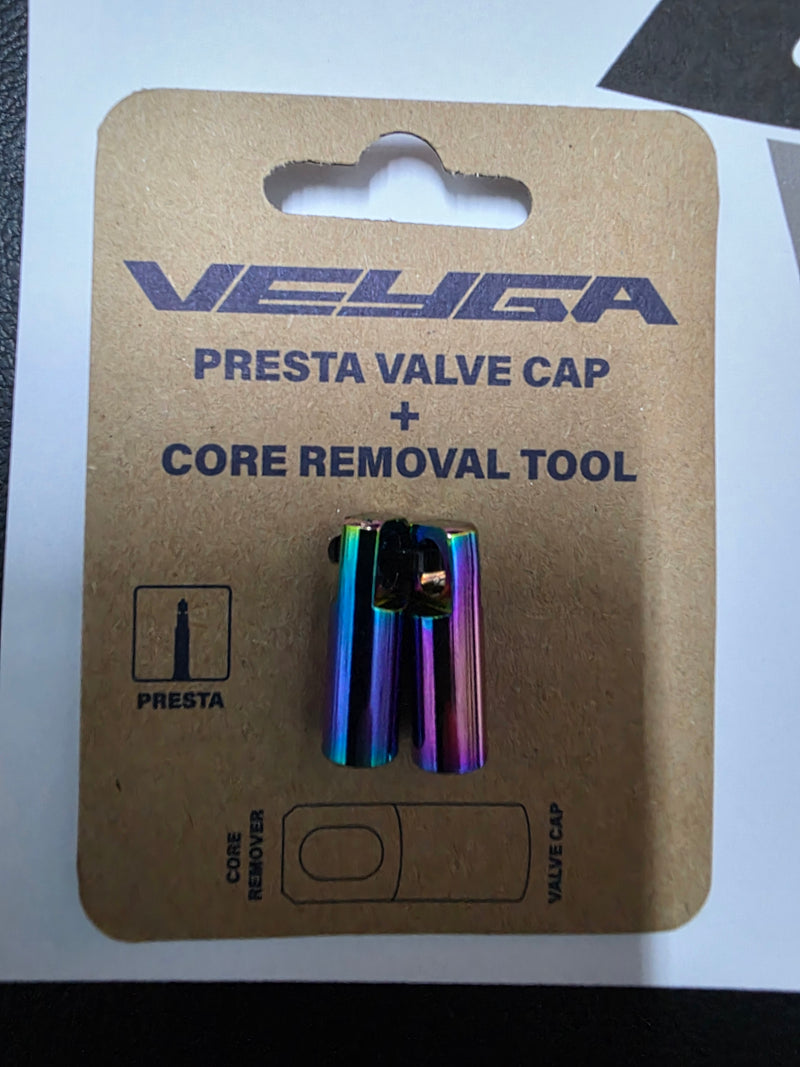 VEYGA
PRESTA VALVE CAP
+
CORE REMOVAL TOOL
PRESTA
CORE
REMOVER
VALVE CAP